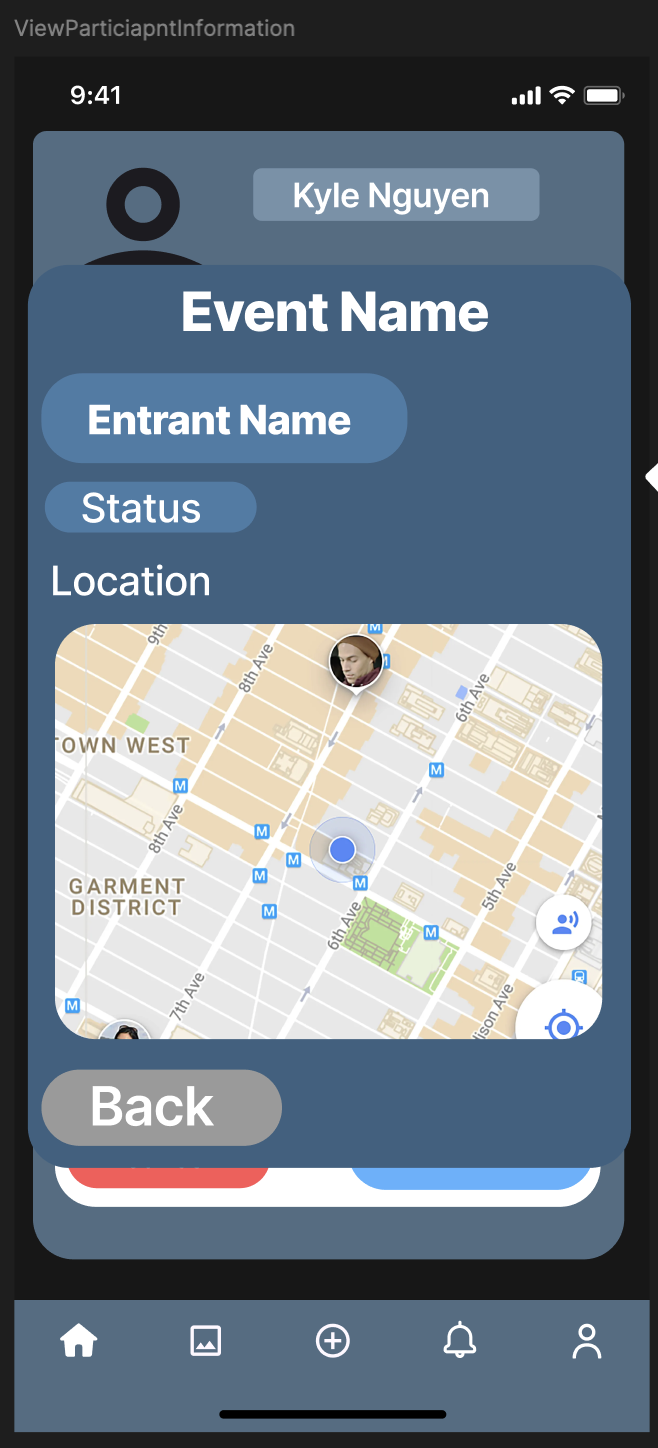 ViewParticiapntInformation
9:41
Kyle Nguyen
Event Name
Entrant Name
Status
Location
M
9th
8th Ave
M
6th Ave
TOWN WEST
M
M
8th Ave
M
M
M
M
5th Ave
GARMENT
DISTRICT
M
6th Ave
M
7th Ave
M
ison Ave
Back